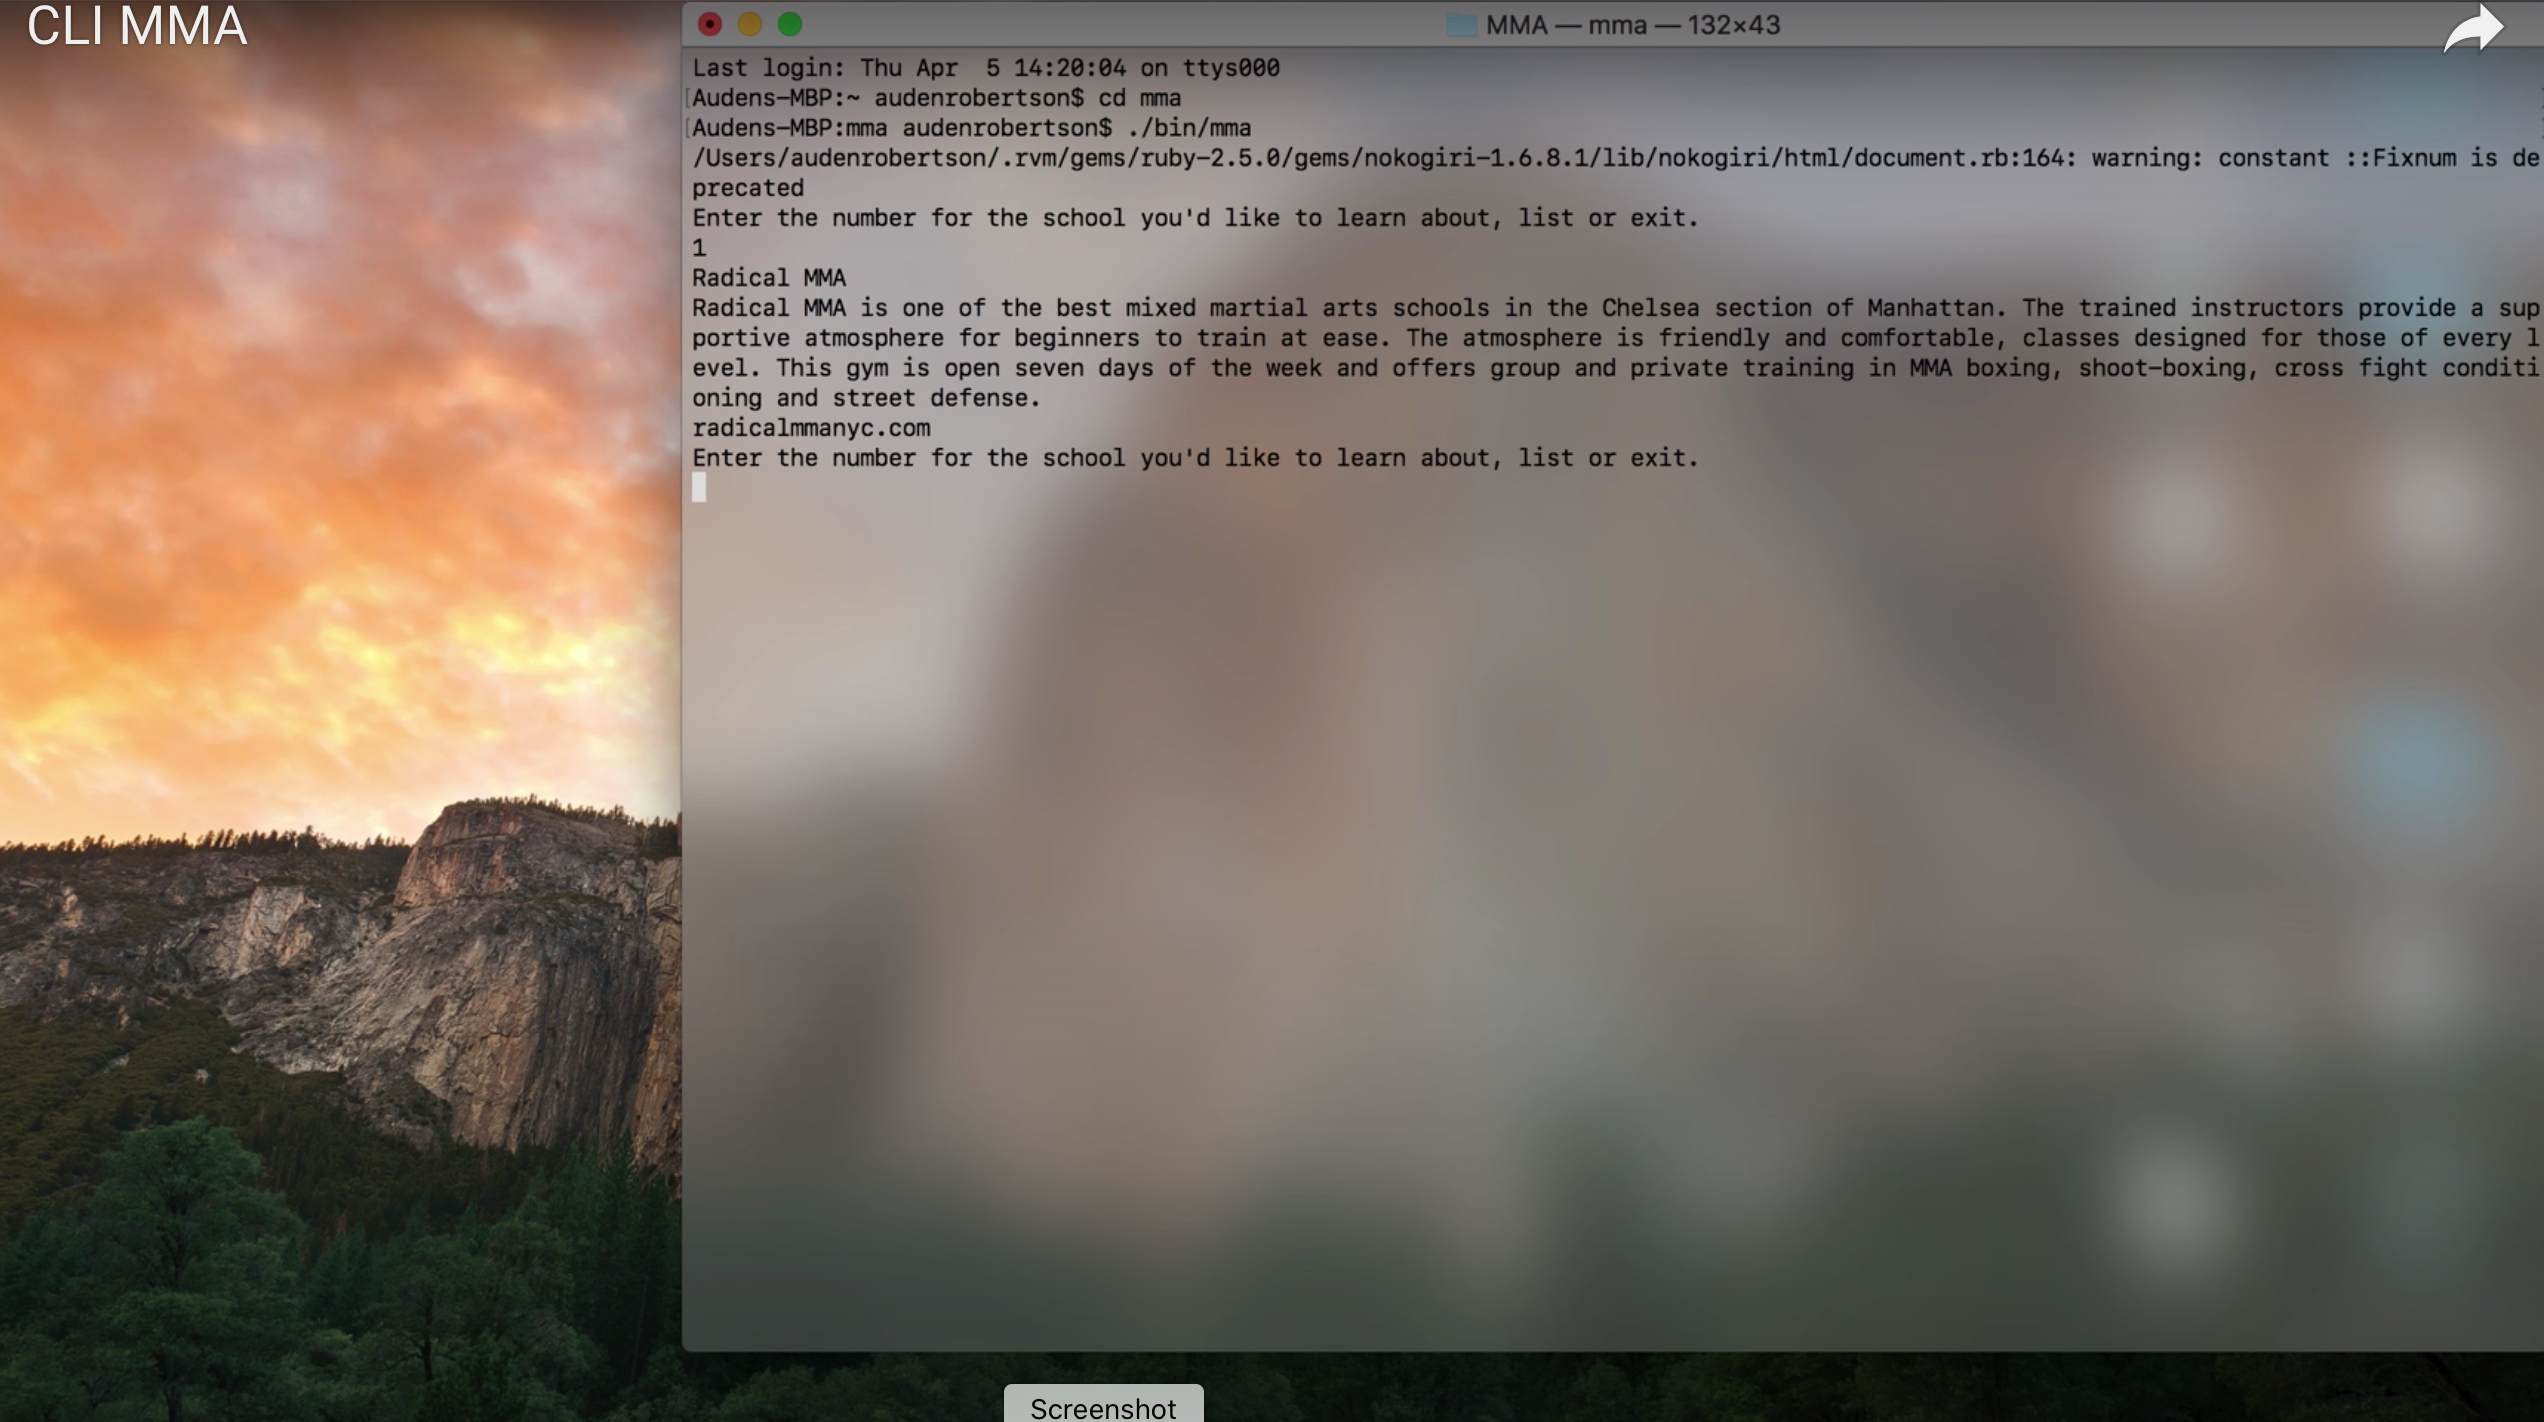 CLI MMA
MMA — mma — 132×43
Last login: Thu Apr  5 14:20:04 on ttys000
[Audens-MBP:~ audenrobertson$ cd mma
[Audens-MBP:mma audenrobertson$ ./bin/mma
/Users/audenrobertson/.rvm/gems/ruby-2.5.0/gems/nokogiri-1.6.8.1/lib/nokogiri/html/document.rb:164: warning: constant ::Fixnum is de
precated
Enter the number for the school you'd like to learn about, list or exit.
1
Radical MMA
Radical MMA is one of the best mixed martial arts schools in the Chelsea section of Manhattan. The trained instructors provide a sup
portive atmosphere for beginners to train at ease. The atmosphere is friendly and comfortable, classes designed for those of every l
evel. This gym is open seven days of the week and offers group and private training in MMA boxing, shoot-boxing, cross fight conditi
oning and street defense.
radicalmmanyc.com
Enter the number for the school you'd like to learn about, list or exit.
Screenshot